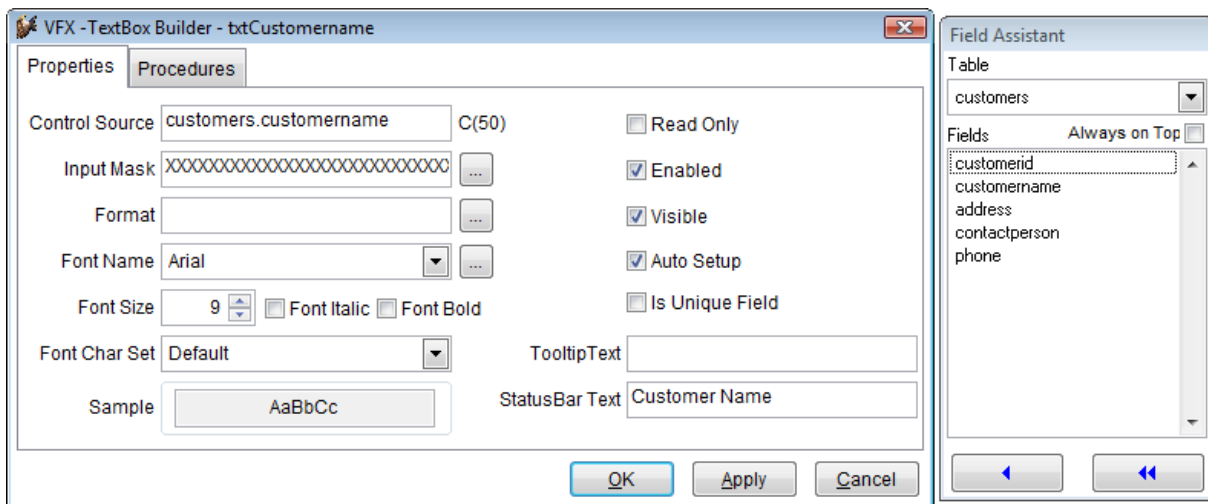 VFX -TextBox Builder - txtCustomername
Properties
Procedures
Control Source
customers.customername
C(50)
Read Only
Input Mask
XXXXXXXXXXXXXXXXXXXXXXXXXX
...
Enabled
Format
...
Visible
Font Name
Arial
...
Auto Setup
Font Size
9
Font Italic
Font Bold
Is Unique Field
Font Char Set
Default
TooltipText
Sample
AaBbCc
StatusBar Text
Customer Name
OK
Apply
Cancel
Field Assistant
Table
customers
Fields
Always on Top
customerid
customername
address
contactperson
phone